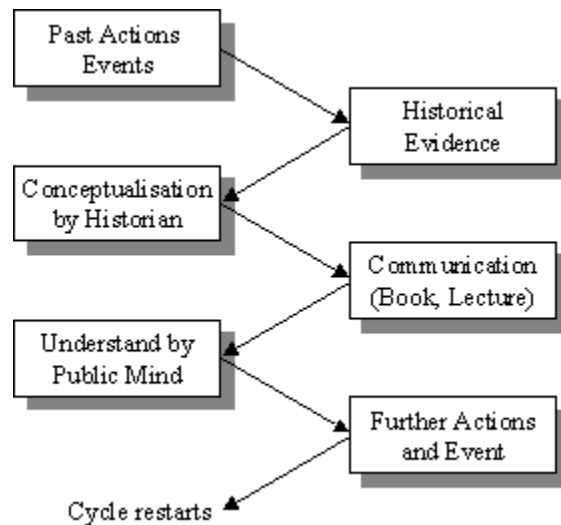 Past Actions
Events
Historical
Evidence
Conceptualisation
by Historian
Communication
(Book, Lecture)
Understand by
Public Mind
Further Actions
and Event
Cycle restarts